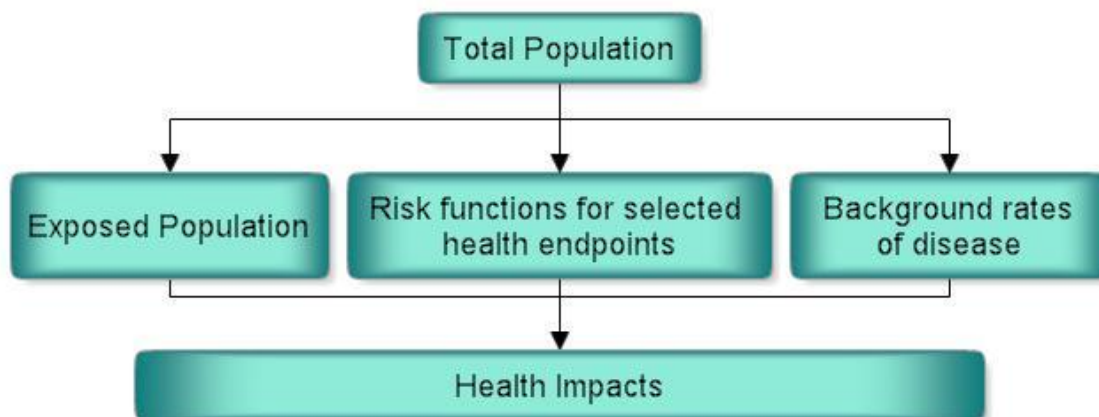 Total Population
Exposed Population
Risk functions for selected
health endpoints
Background rates
of disease
Health Impacts